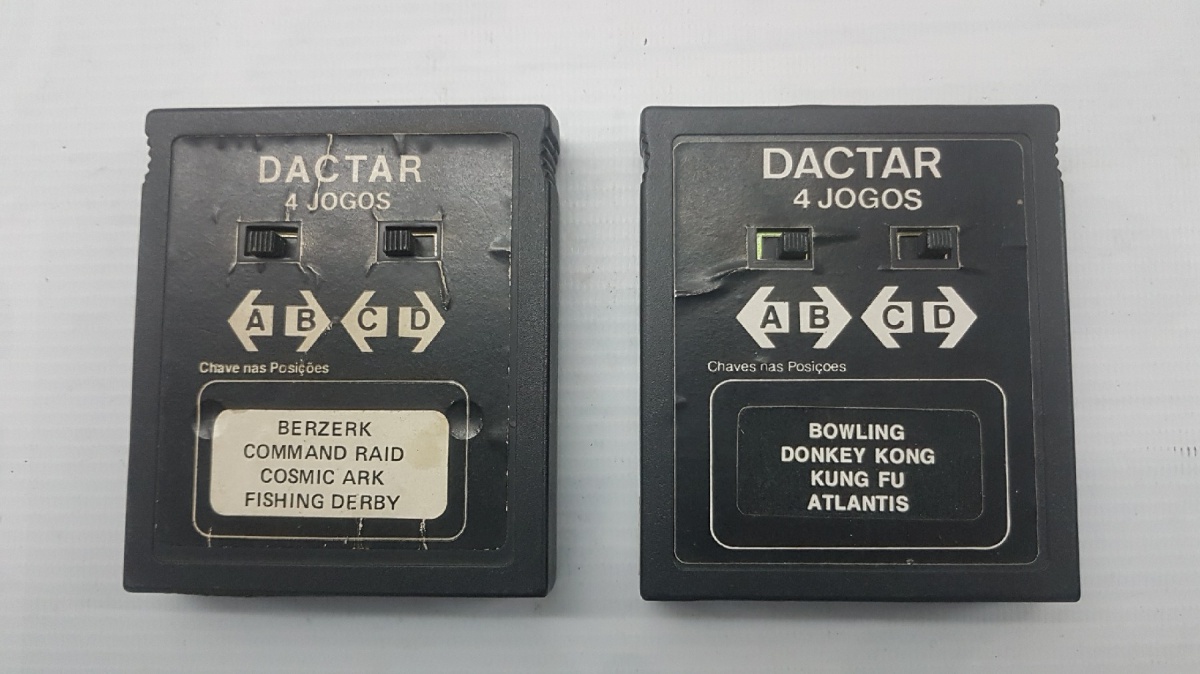 DACTAR
4 JOGOS
A B C D
Chave nas Posições
BERZERK
COMMAND RAID
COSMIC ARK
FISHING DERBY
DACTAR
4 JOGOS
A B C D
Chaves nas Posiçoes
BOWLING
DONKEY KONG
KUNG FU
ATLANTIS